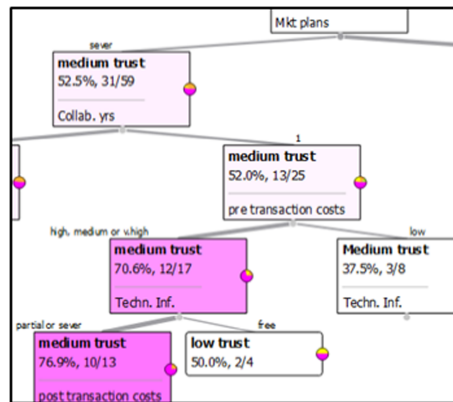 Mkt plans
sever
medium trust
52.5%, 31/59
Collab. yrs
1
medium trust
52.0%, 13/25
pre transaction costs
high, medium or v.high
low
medium trust
70.6%, 12/17
Techn. Inf.
Medium trust
37.5%, 3/8
Techn. Inf.
partial or sever
free
medium trust
76.9%, 10/13
post transaction costs
low trust
50.0%, 2/4